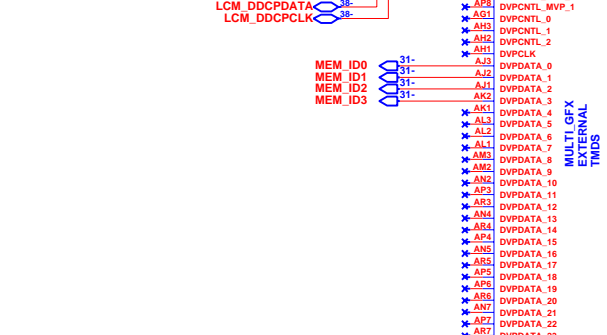 LCM_DDCPDATA 38- AP8 DVPCNTL_MVP_1
LCM_DDCPCLK 38- AG1 DVPCNTL_0
AH3 DVPCNTL_1
AH2 DVPCNTL_2
AH1 DVPCLK
MEM_ID0 31- AJ3 DVPDATA_0
MEM_ID1 31- AJ2 DVPDATA_1
MEM_ID2 31- AJ1 DVPDATA_2
MEM_ID3 31- AK2 DVPDATA_3
AK1 DVPDATA_4
AL3 DVPDATA_5
AL2 DVPDATA_6
AL1 DVPDATA_7
AM3 DVPDATA_8
AM2 DVPDATA_9
AN2 DVPDATA_10
AP3 DVPDATA_11
AR3 DVPDATA_12
AN4 DVPDATA_13
AR4 DVPDATA_14
AP4 DVPDATA_15
AN5 DVPDATA_16
AR5 DVPDATA_17
AP5 DVPDATA_18
AP6 DVPDATA_19
AR6 DVPDATA_20
AN7 DVPDATA_21
AP7 DVPDATA_22
AR7
MULTI_GFX
EXTERNAL
TMDS